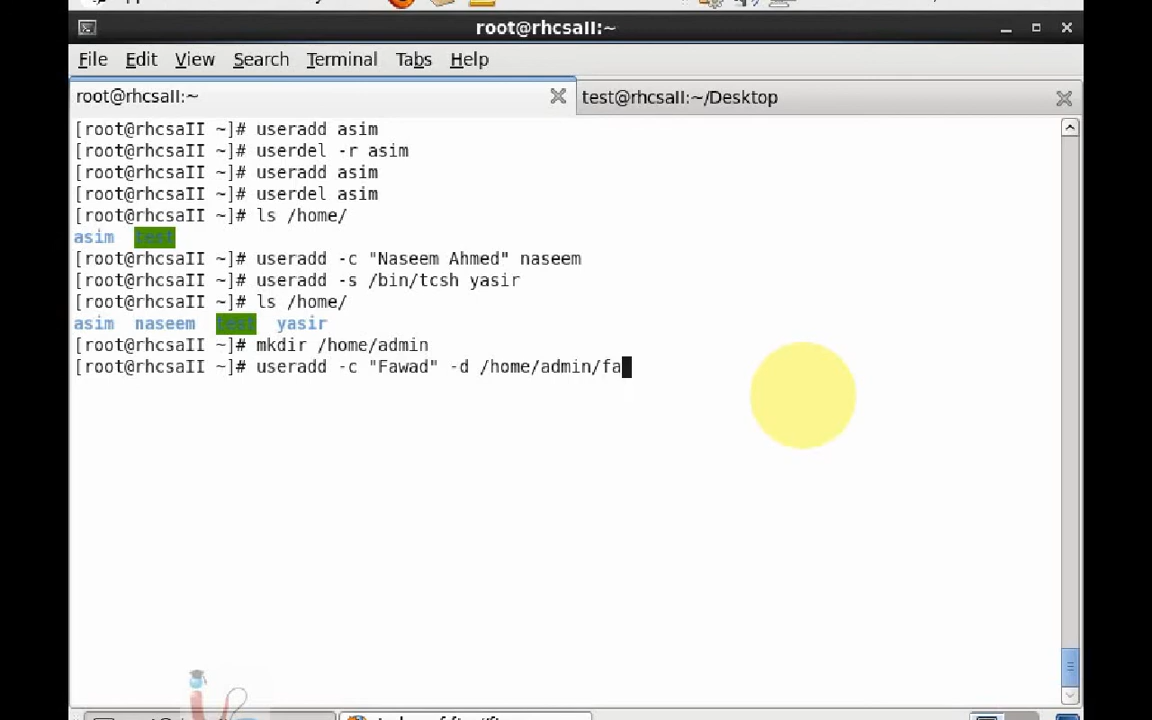 root@rhcsaII:~
File Edit View Search Terminal Tabs Help
root@rhcsaII:~
test@rhcsaII:~/Desktop
[root@rhcsaII ~]# useradd asim
[root@rhcsaII ~]# userdel -r asim
[root@rhcsaII ~]# useradd asim
[root@rhcsaII ~]# userdel asim
[root@rhcsaII ~]# ls /home/
asim test
[root@rhcsaII ~]# useradd -c "Naseem Ahmed" naseem
[root@rhcsaII ~]# useradd -s /bin/tcsh yasir
[root@rhcsaII ~]# ls /home/
asim naseem test yasir
[root@rhcsaII ~]# mkdir /home/admin
[root@rhcsaII ~]# useradd -c "Fawad" -d /home/admin/fa